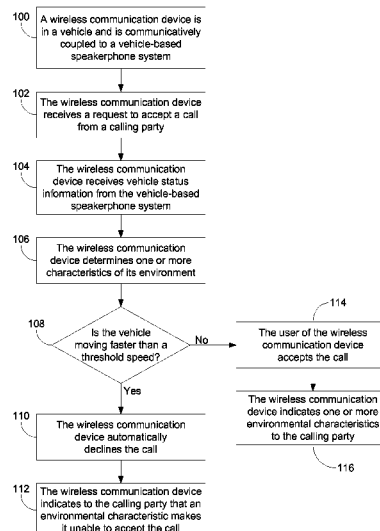 100
A wireless communication device is
in a vehicle and is communicatively
coupled to a vehicle-based
speakerphone system
102
The wireless communication device
receives a request to accept a call
from a calling party
104
The wireless communication
device receives vehicle status
information from the vehicle-based
speakerphone system
106
The wireless communication
device determines one or more
characteristics of its environment
108
Is the vehicle
moving faster than a
threshold speed?
No
Yes
114
The user of the wireless
communication device
accepts the call
The wireless communication
device indicates one or more
environmental characteristics
to the calling party
116
110
The wireless communication
device automatically
declines the call
112
The wireless communication device
indicates to the calling party that an
environmental characteristic makes
it unable to accept the call